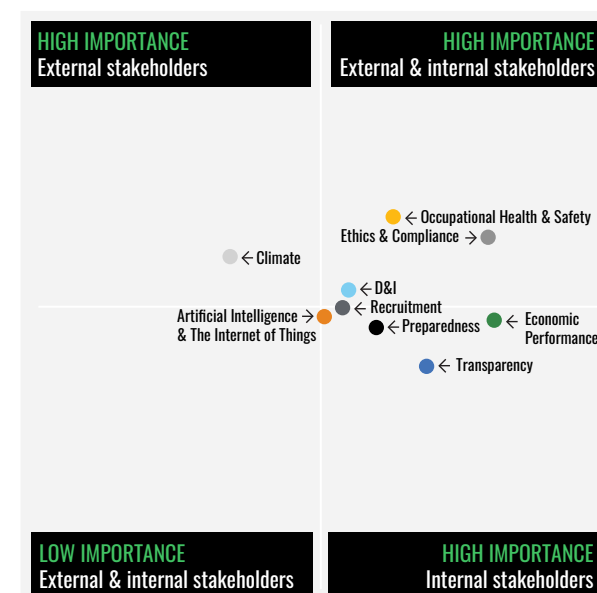 HIGH IMPORTANCE
External stakeholders
HIGH IMPORTANCE
External & internal stakeholders
Occupational Health & Safety
Ethics & Compliance
Climate
D&I
Recruitment
Artificial Intelligence
& The Internet of Things
Preparedness
Economic
Performance
Transparency
LOW IMPORTANCE
External & internal stakeholders
HIGH IMPORTANCE
Internal stakeholders